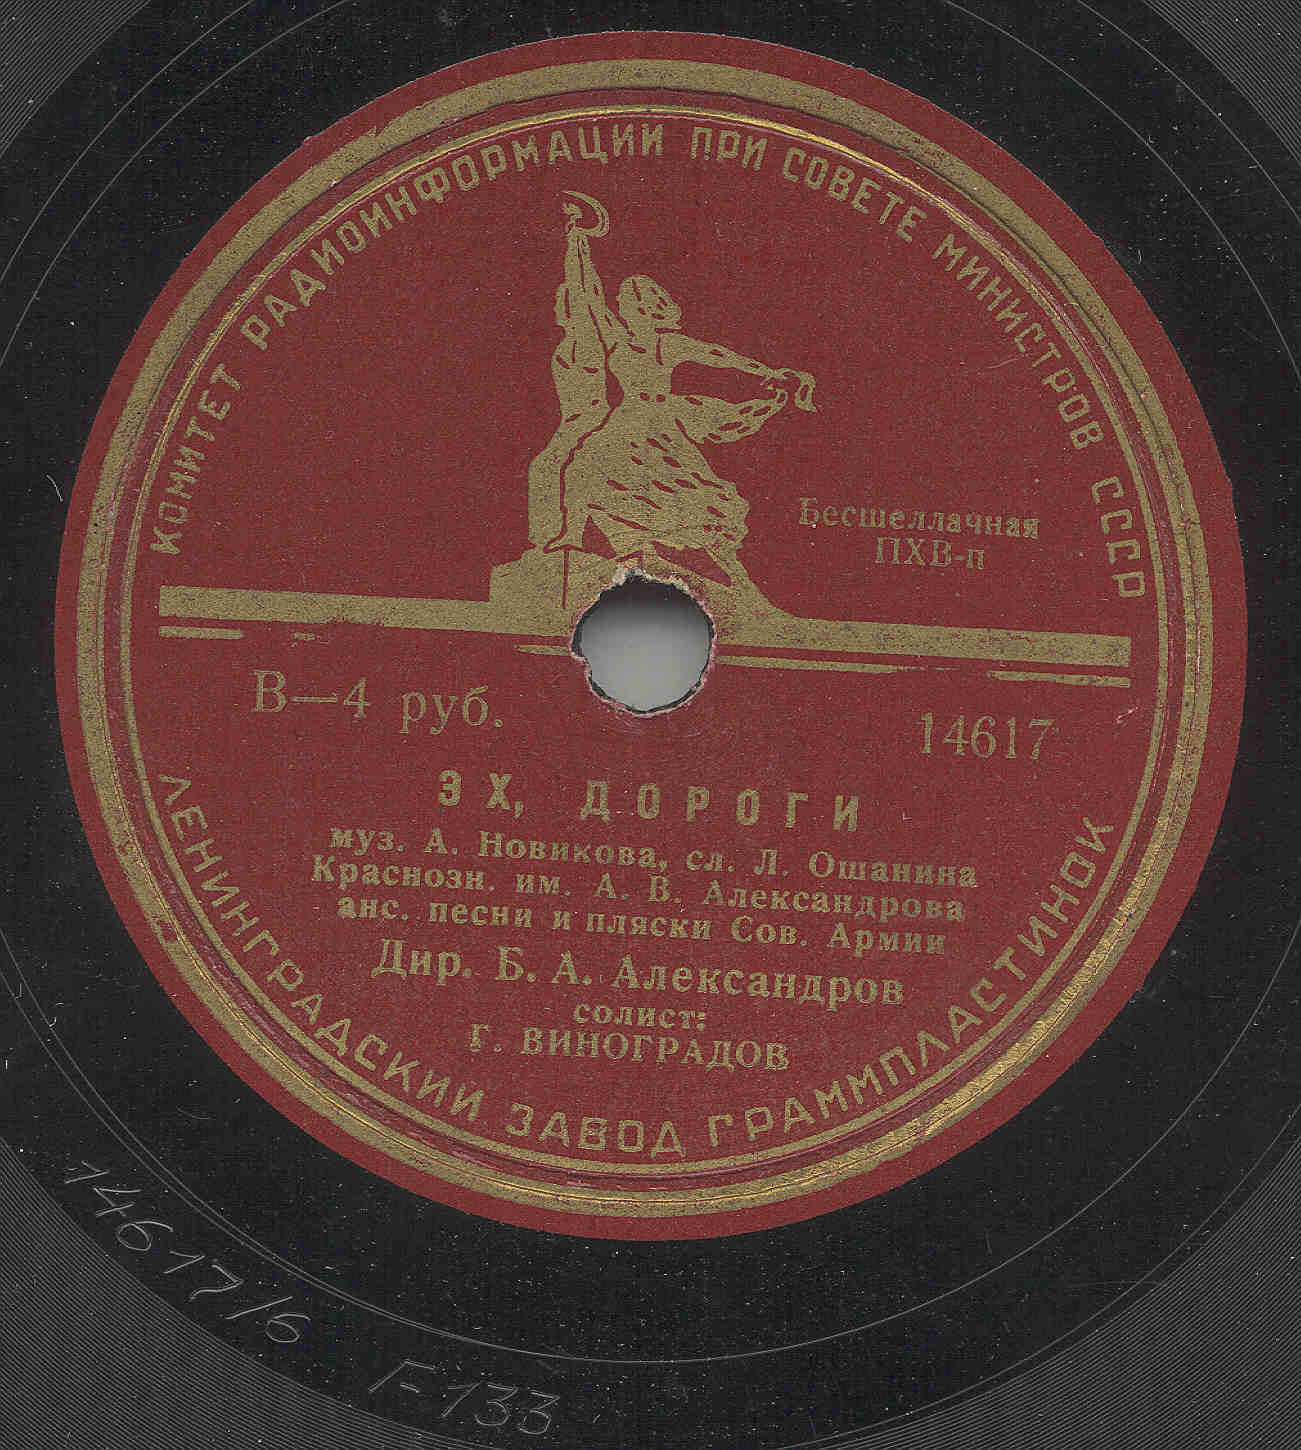 КОМИТЕТ РАДИОИНФОРМАЦИИ ПРИ СОВЕТЕ МИНИСТРОВ СССР
Бесшеллачная
ПХВ-п
В—4 руб.
14617
ЭХ, ДОРОГИ
муз. А. Новикова, сл. Л. Ошанина
Краснозн. им. А. В. Александрова
анс. песни и пляски Сов. Армии
Дир. Б. А. Александров
солист:
Г. ВИНОГРАДОВ
ЛЕНИНГРАДСКИЙ ЗАВОД ГРАММПЛАСТИНОК
14617/6
Г-133